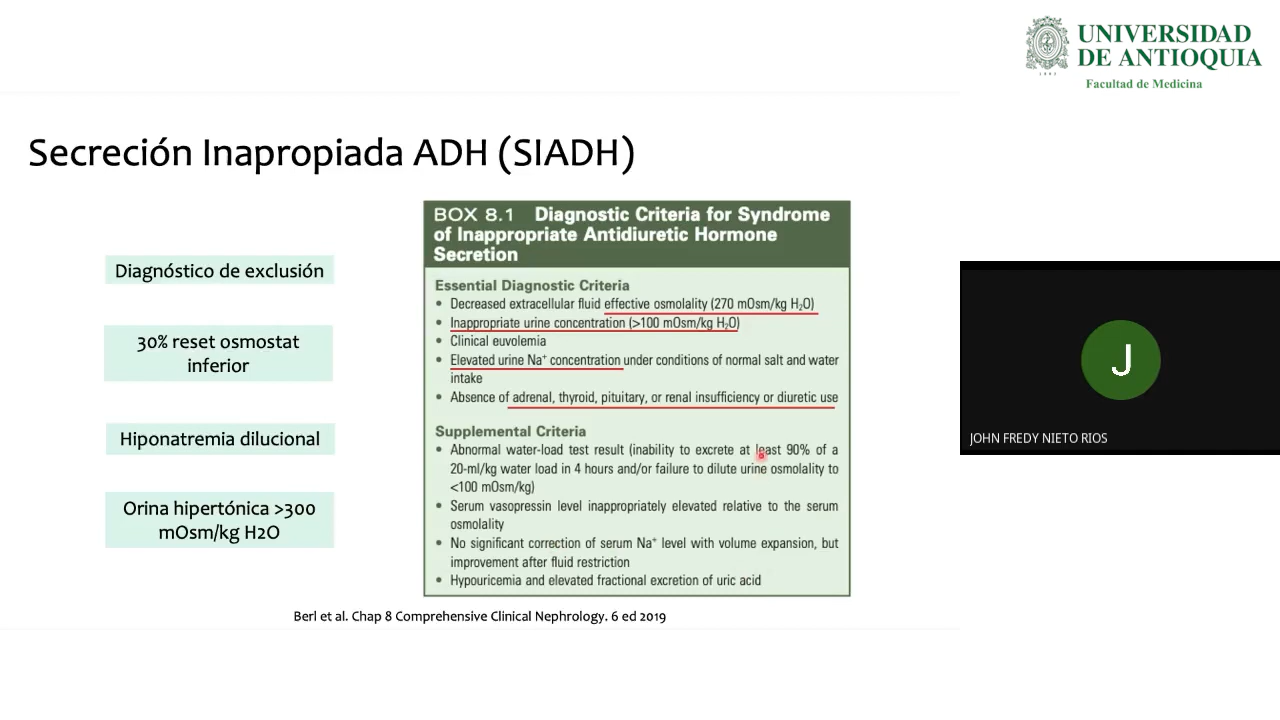 UNIVERSIDAD
DE ANTIOQUIA
1803
Facultad de Medicina
Secreción Inapropiada ADH (SIADH)
Diagnóstico de exclusión
30% reset osmostat
inferior
Hiponatremia dilucional
Orina hipertónica >300
mOsm/kg H2O
BOX 8.1 Diagnostic Criteria for Syndrome
of Inappropriate Antidiuretic Hormone
Secretion
Essential Diagnostic Criteria
• Decreased extracellular fluid effective osmolality (270 mOsm/kg H₂O)
• Inappropriate urine concentration (>100 mOsm/kg H₂O)
• Clinical euvolemia
• Elevated urine Na⁺ concentration under conditions of normal salt and water
intake
• Absence of adrenal, thyroid, pituitary, or renal insufficiency or diuretic use
Supplemental Criteria
• Abnormal water-load test result (inability to excrete at least 90% of a
20-ml/kg water load in 4 hours and/or failure to dilute urine osmolality to
<100 mOsm/kg)
• Serum vasopressin level inappropriately elevated relative to the serum
osmolality
• No significant correction of serum Na⁺ level with volume expansion, but
improvement after fluid restriction
• Hypouricemia and elevated fractional excretion of uric acid
Berl et al. Chap 8 Comprehensive Clinical Nephrology. 6 ed 2019
J
JOHN FREDY NIETO RIOS